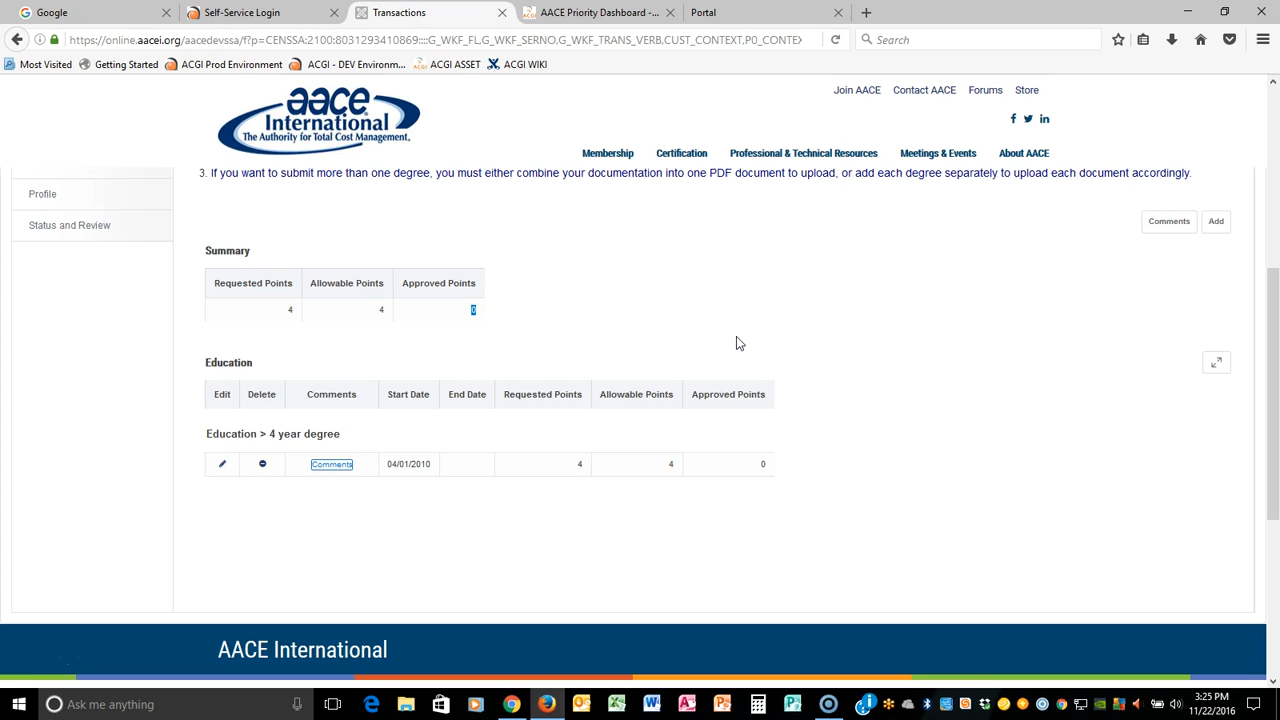 Google
Self-Service Login
Transactions
AACE Priority Dashboard -...
Portal
https://online.aacei.org/aacedevssa/f?p=CENSSA:2100:8031293410869::::G_WKF_FL,G_WKF_SERNO,G_WKF_TRANS_VERB,CUST_CONTEXT,P0_CONTEX
Search
Most Visited
Getting Started
ACGI Prod Environment
ACGI - DEV Environm...
ACGI ASSET
ACGI WIKI
aace
International
The Authority for Total Cost Management.
Join AACE
Contact AACE
Forums
Store
Membership
Certification
Professional & Technical Resources
Meetings & Events
About AACE
3. If you want to submit more than one degree, you must either combine your documentation into one PDF document to upload, or add each degree separately to upload each document accordingly.
Profile
Status and Review
Comments
Add
Summary
Requested Points Allowable Points Approved Points
4 4 0
Education
Edit Delete Comments Start Date End Date Requested Points Allowable Points Approved Points
Education > 4 year degree
Comments 04/01/2010 4 4 0
AACE International
Ask me anything
3:25 PM
11/22/2016